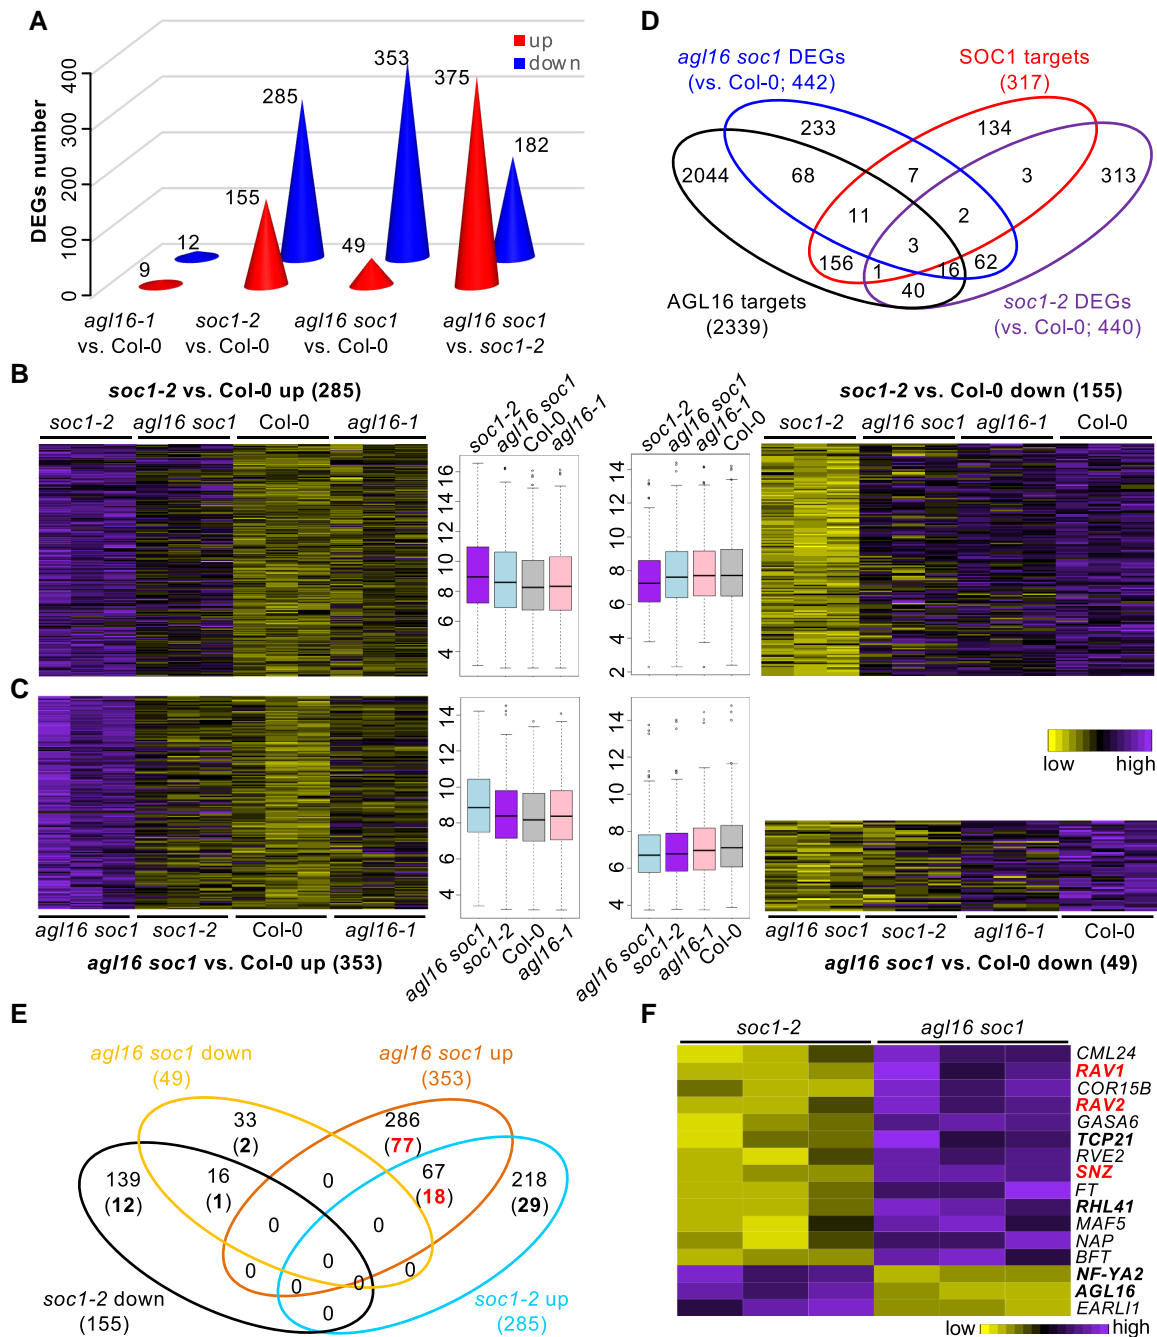 A
up
down
DEGs number
400
300
200
100
0
9
12
155
285
49
353
375
182
agl16-1
vs. Col-0
soc1-2
vs. Col-0
agl16 soc1
vs. Col-0
agl16 soc1
vs. soc1-2
D
agl16 soc1 DEGs
(vs. Col-0; 442)
SOC1 targets
(317)
233
134
2044
68
7
3
313
11
2
3
156
1
16
62
40
AGL16 targets
(2339)
soc1-2 DEGs
(vs. Col-0; 440)
B
soc1-2 vs. Col-0 up (285)
soc1-2
agl16 soc1
Col-0
agl16-1
soc1-2
agl16 soc1
Col-0
agl16-1
16
14
12
10
8
6
4
soc1-2
agl16 soc1
agl16-1
Col-0
14
12
10
8
6
4
2
soc1-2 vs. Col-0 down (155)
soc1-2
agl16 soc1
agl16-1
Col-0
C
agl16 soc1
soc1-2
Col-0
agl16-1
agl16 soc1 vs. Col-0 up (353)
14
12
10
8
6
4
agl16 soc1
soc1-2
Col-0
agl16-1
14
12
10
8
6
4
agl16 soc1
soc1-2
agl16-1
Col-0
low
high
agl16 soc1
soc1-2
agl16-1
Col-0
agl16 soc1 vs. Col-0 down (49)
E
agl16 soc1 down
(49)
agl16 soc1 up
(353)
33
(2)
286
(77)
139
(12)
16
(1)
0
67
(18)
218
(29)
0
0
0
0
0
0
0
0
soc1-2 down
(155)
soc1-2 up
(285)
F
soc1-2
agl16 soc1
CML24
RAV1
COR15B
RAV2
GASA6
TCP21
RVE2
SNZ
FT
RHL41
MAF5
NAP
BFT
NF-YA2
AGL16
EARLI1
low
high